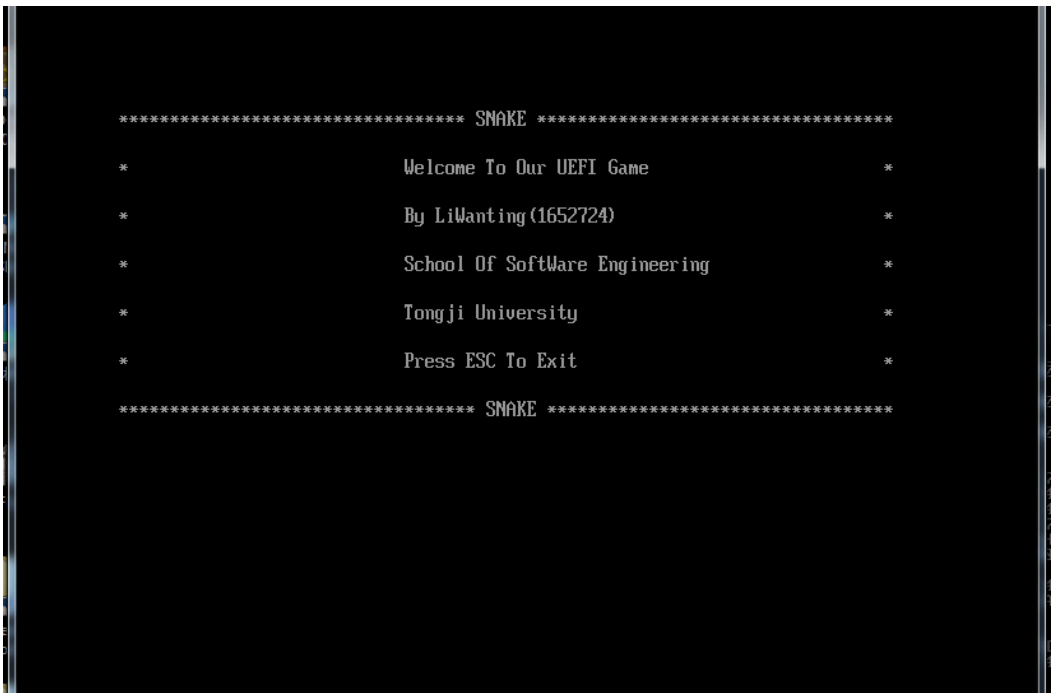 ********************************** SNAKE ***********************************
* Welcome To Our UEFI Game *
* By LiWanting(1652724) *
* School Of SoftWare Engineering *
* Tongji University *
* Press ESC To Exit *
*********************************** SNAKE **********************************